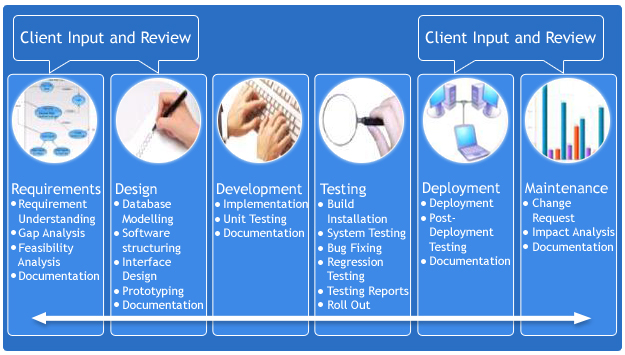 Client Input and Review
Client Input and Review
Requirements
Requirement
Understanding
Gap Analysis
Feasibility
Analysis
Documentation
Design
Database
Modelling
Software
structuring
Interface
Design
Prototyping
Documentation
Development
Implementation
Unit Testing
Documentation
Testing
Build
Installation
System Testing
Bug Fixing
Regression
Testing
Testing Reports
Roll Out
Deployment
Deployment
Post-
Deployment
Testing
Documentation
Maintenance
Change
Request
Impact Analysis
Documentation